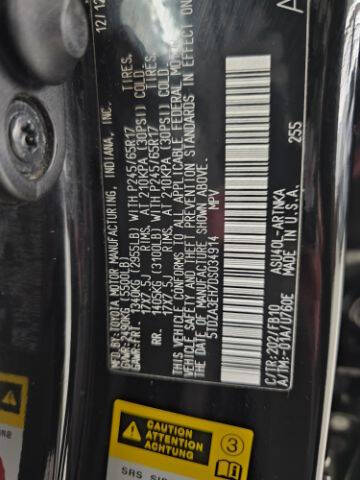 12/12
BY: TOYOTA MOTOR MANUFACTURING, INDIANA, INC.
GVWR: 2490KG (5500LB)
GAWR: FRT. 1340KG (2955LB) WITH P245/65R17 TIRES.
17X7.5J RIMS. AT 210KPA (30PSI) COLD
RR. 1405KG (3100LB) WITH P245/65R17 TIRES.
17X7.5J RIMS. AT 210KPA (30PSI) COLD
THIS VEHICLE CONFORMS TO ALL APPLICABLE FEDERAL MOTOR
VEHICLE SAFETY AND THEFT PREVENTION STANDARDS IN EFFECT
ON THE DATE OF MANUFACTURE SHOWN ABOVE.
5TDZA3EH7DS034914 MPV
C/TR:202/FB10 ASU40L-ARTNKA
A/TM:-01A/U760E MADE IN U.S.A. 255
CAUTION
ATTENTION
ACHTUNG
3
SRS